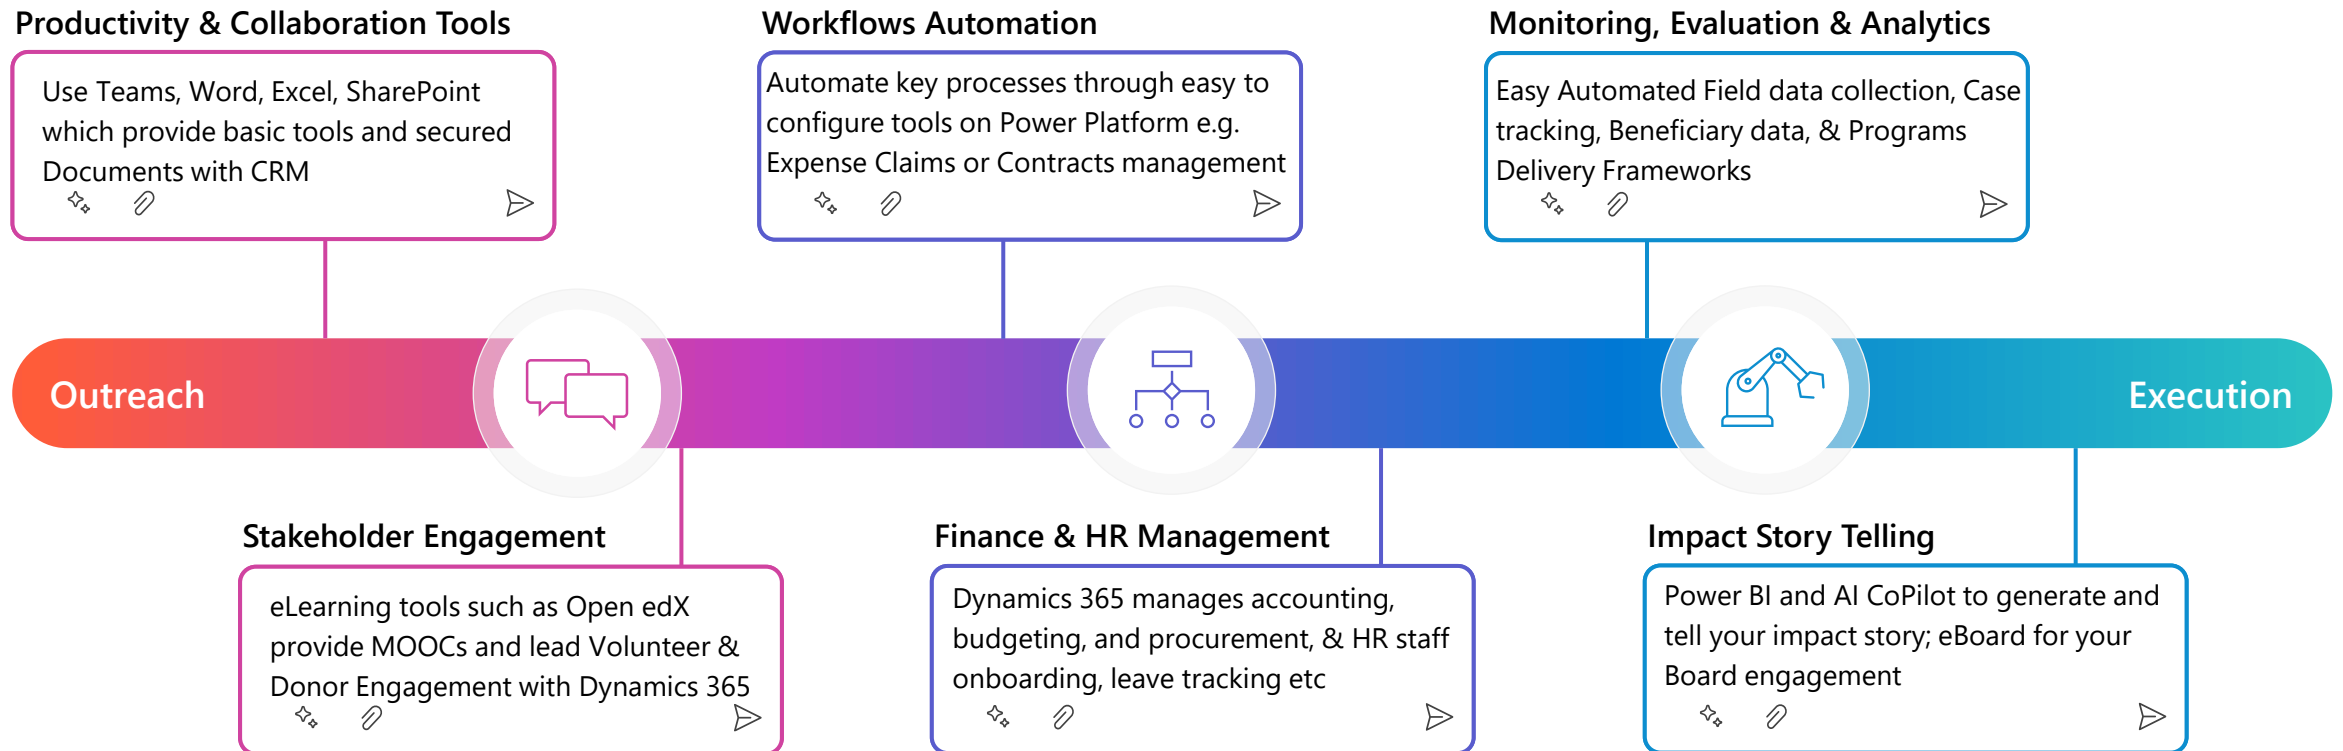 Productivity & Collaboration Tools
Use Teams, Word, Excel, SharePoint
which provide basic tools and secured
Documents with CRM
Workflows Automation
Automate key processes through easy to
configure tools on Power Platform e.g.
Expense Claims or Contracts management
Monitoring, Evaluation & Analytics
Easy Automated Field data collection, Case
tracking, Beneficiary data, & Programs
Delivery Frameworks
Outreach
Execution
Stakeholder Engagement
eLearning tools such as Open edX
provide MOOCs and lead Volunteer &
Donor Engagement with Dynamics 365
Finance & HR Management
Dynamics 365 manages accounting,
budgeting, and procurement, & HR staff
onboarding, leave tracking etc
Impact Story Telling
Power BI and AI CoPilot to generate and
tell your impact story; eBoard for your
Board engagement